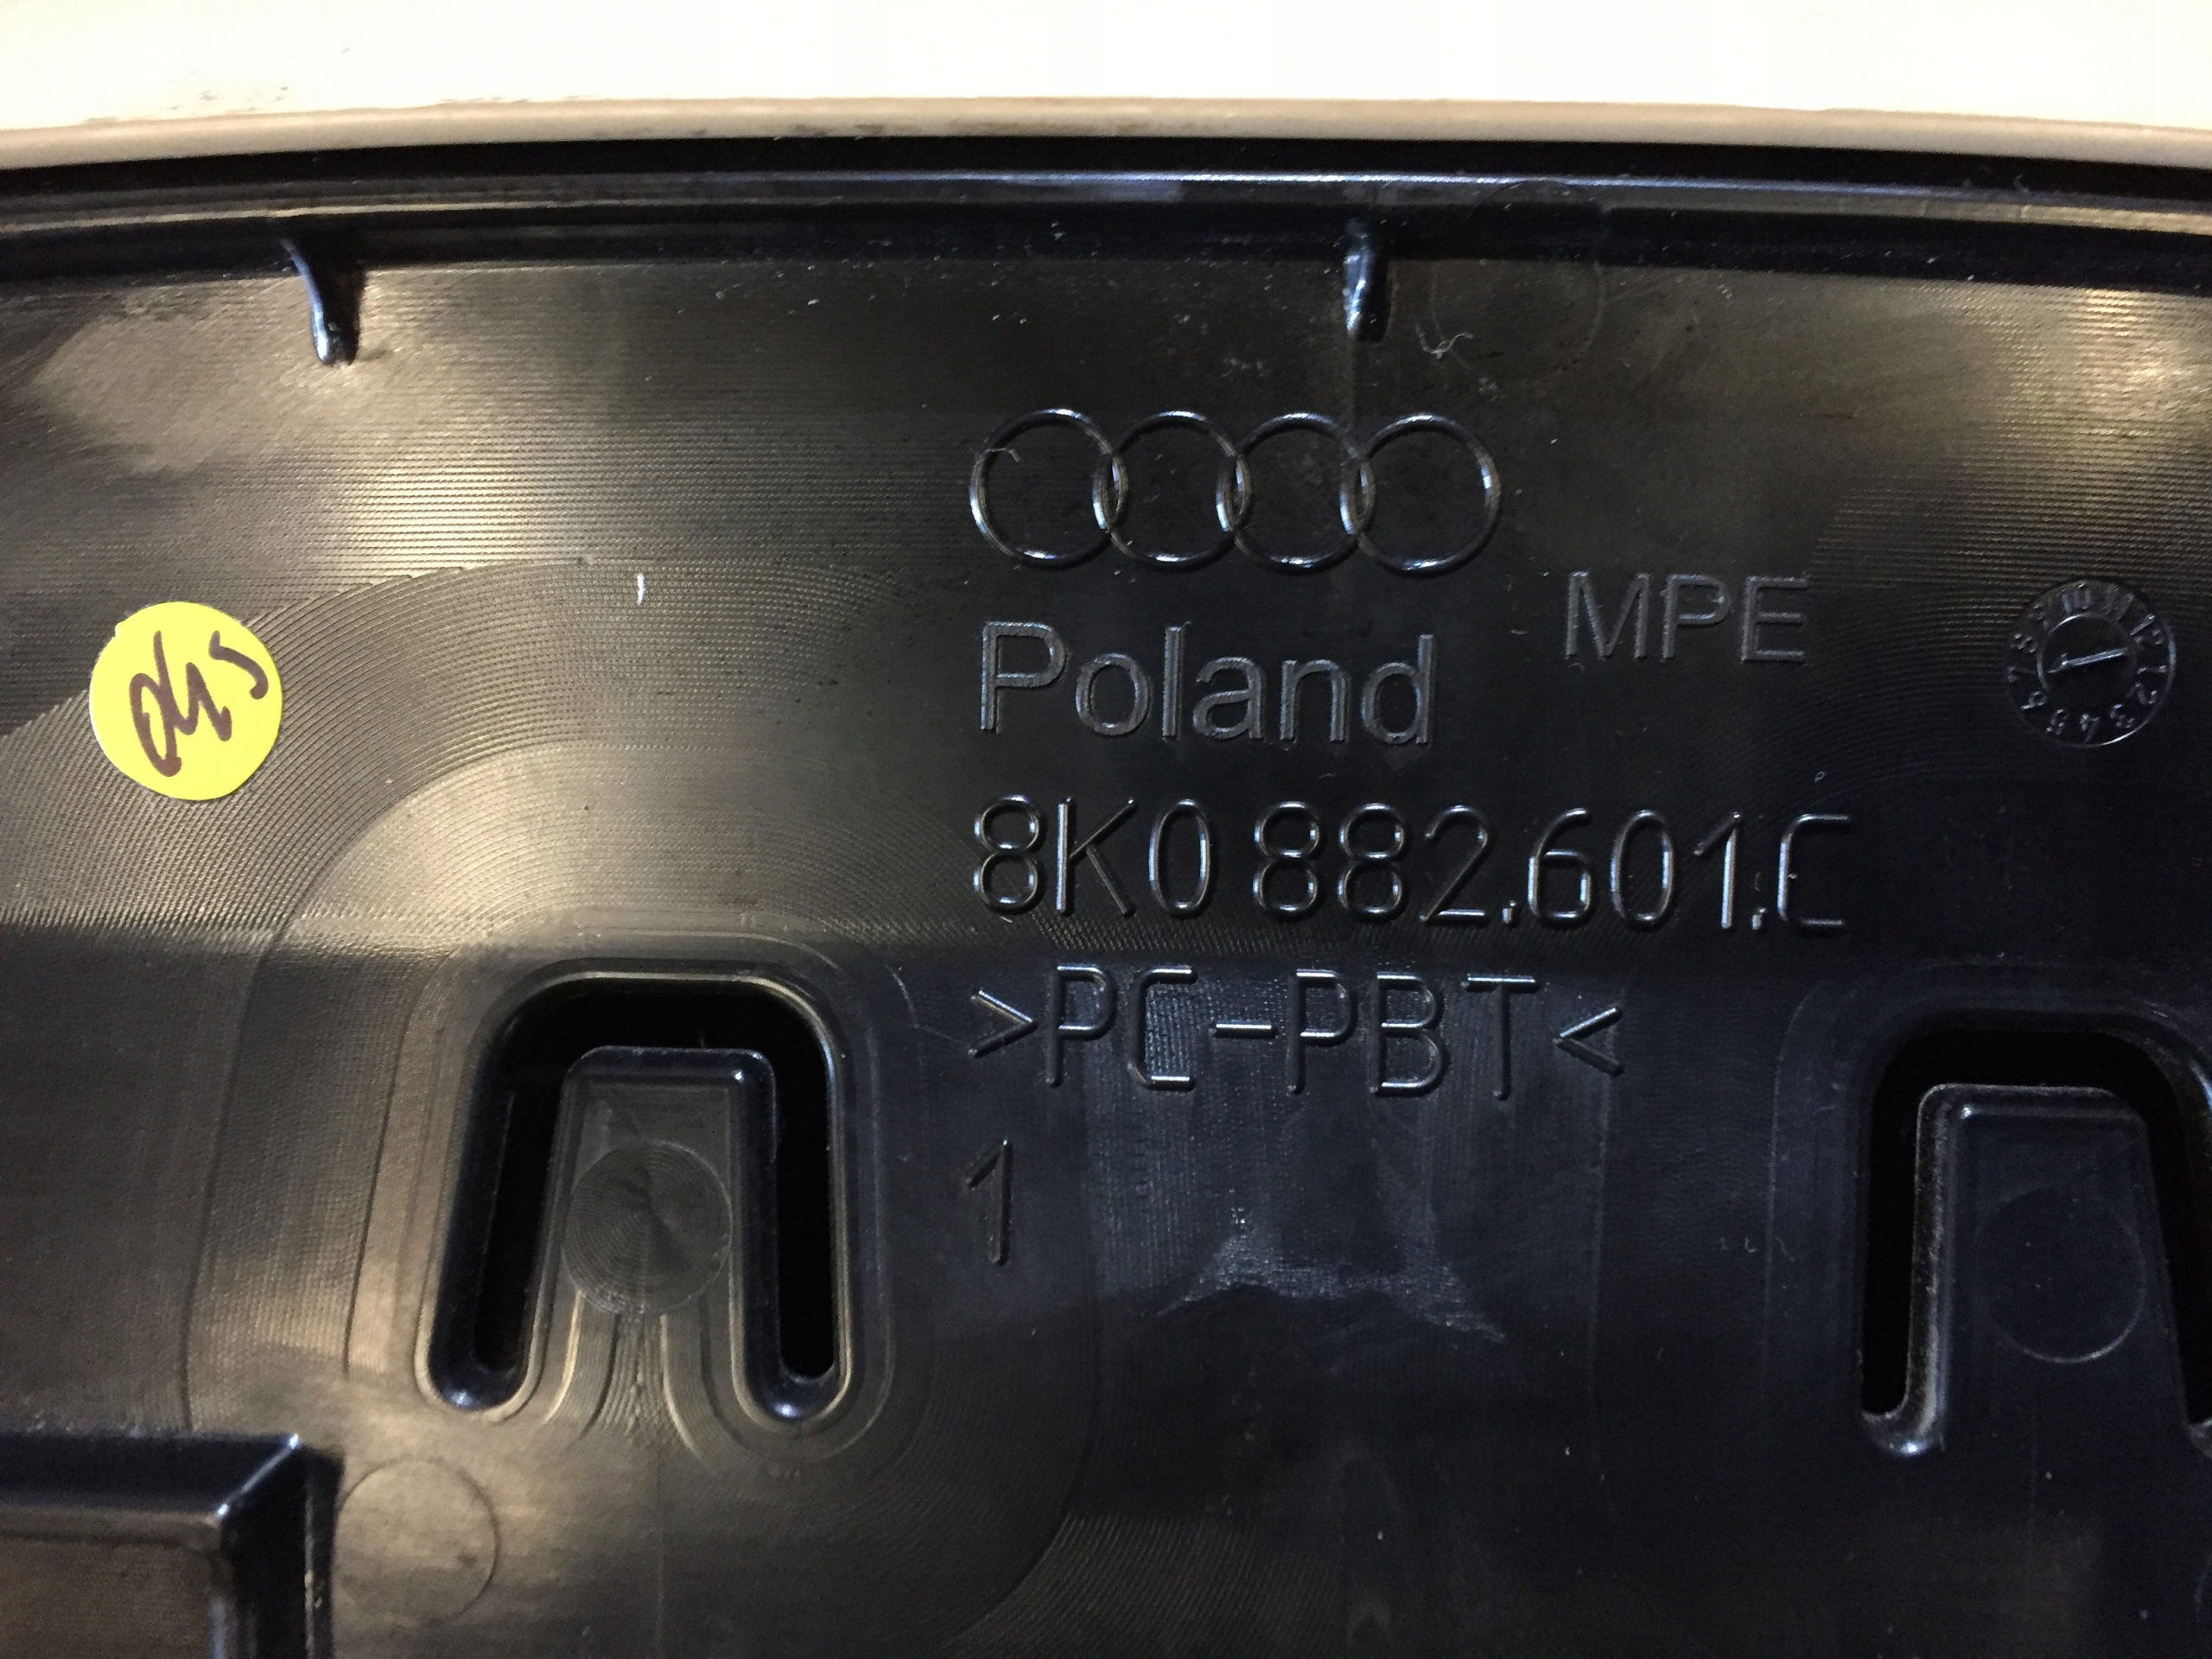 MPE
Poland
8K0 882.601.C
>PC-PBT<
1